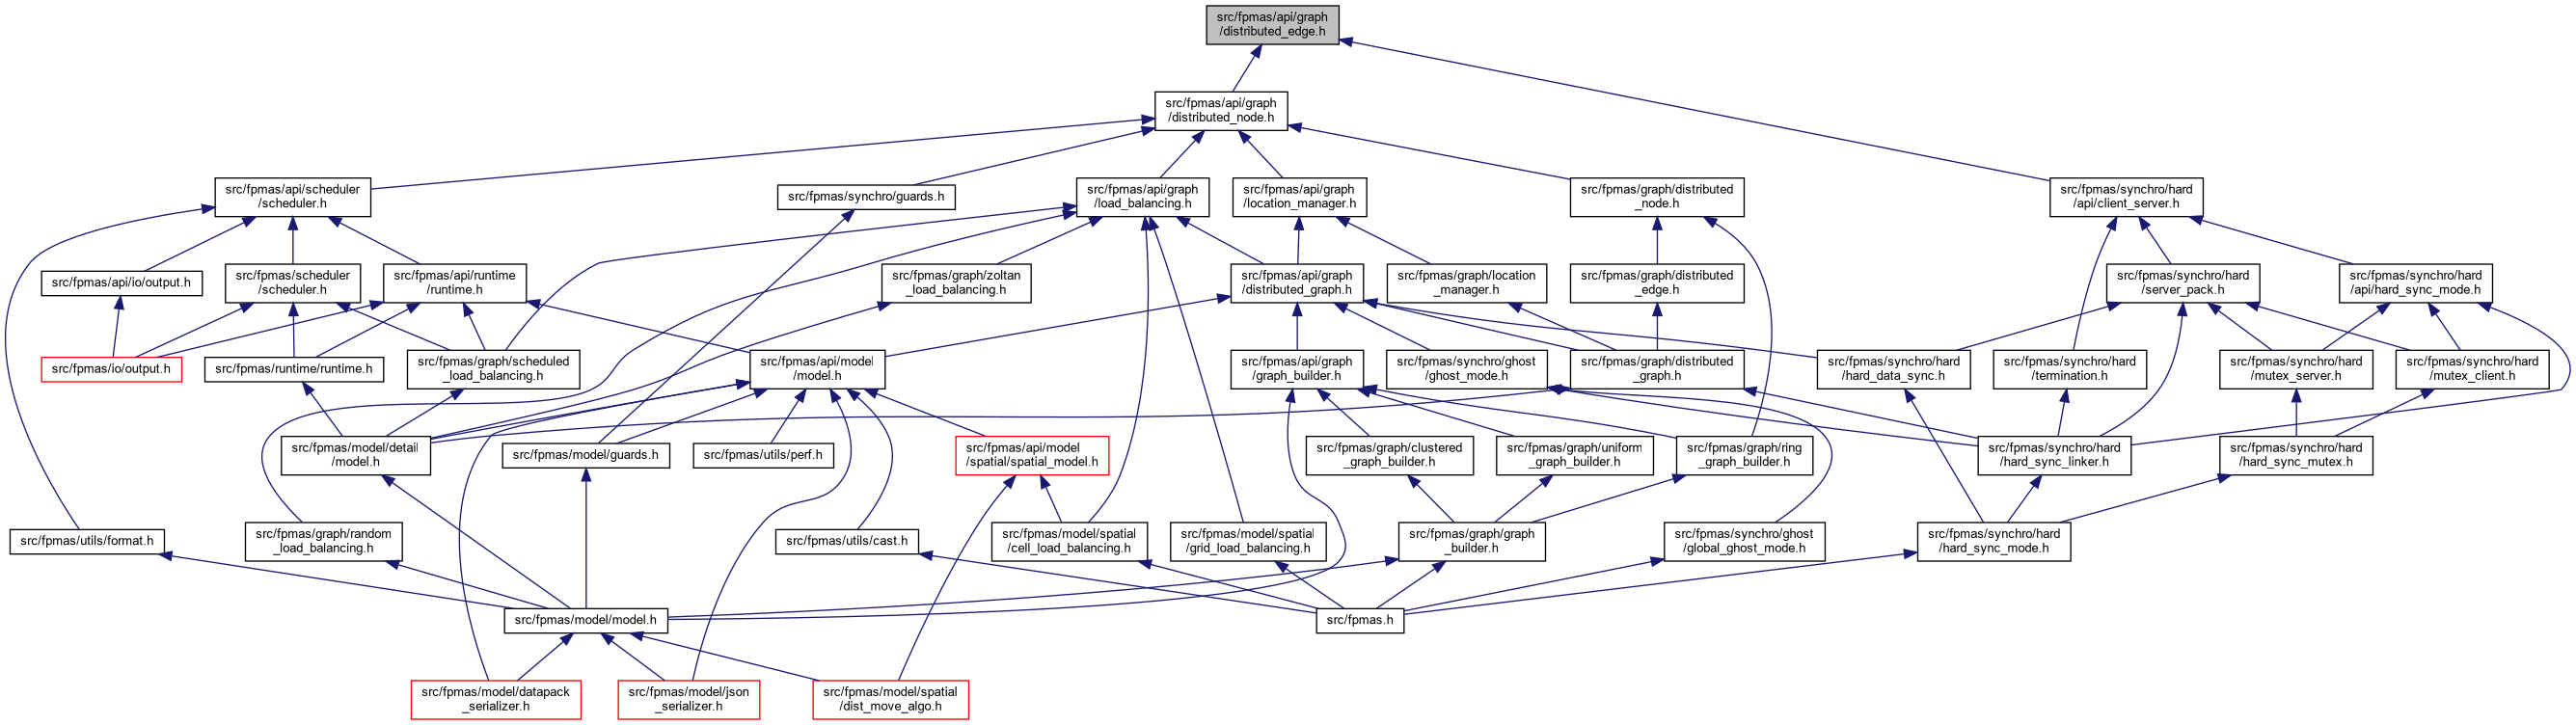 src/fpmas/api/graph
/distributed_edge.h
src/fpmas/api/graph
/distributed_node.h
src/fpmas/api/scheduler
/scheduler.h
src/fpmas/synchro/guards.h
src/fpmas/api/graph
/load_balancing.h
src/fpmas/api/graph
/location_manager.h
src/fpmas/graph/distributed
_node.h
src/fpmas/synchro/hard
/api/client_server.h
src/fpmas/api/io/output.h
src/fpmas/scheduler
/scheduler.h
src/fpmas/api/runtime
/runtime.h
src/fpmas/graph/zoltan
_load_balancing.h
src/fpmas/api/graph
/distributed_graph.h
src/fpmas/graph/location
_manager.h
src/fpmas/graph/distributed
_edge.h
src/fpmas/synchro/hard
/server_pack.h
src/fpmas/synchro/hard
/api/hard_sync_mode.h
src/fpmas/io/output.h
src/fpmas/runtime/runtime.h
src/fpmas/graph/scheduled
_load_balancing.h
src/fpmas/api/model
/model.h
src/fpmas/api/graph
/graph_builder.h
src/fpmas/synchro/ghost
/ghost_mode.h
src/fpmas/graph/distributed
_graph.h
src/fpmas/synchro/hard
/hard_data_sync.h
src/fpmas/synchro/hard
/termination.h
src/fpmas/synchro/hard
/mutex_server.h
src/fpmas/synchro/hard
/mutex_client.h
src/fpmas/model/detail
/model.h
src/fpmas/model/guards.h
src/fpmas/utils/perf.h
src/fpmas/api/model
/spatial/spatial_model.h
src/fpmas/graph/clustered
_graph_builder.h
src/fpmas/graph/uniform
_graph_builder.h
src/fpmas/graph/ring
_graph_builder.h
src/fpmas/synchro/hard
/hard_sync_linker.h
src/fpmas/synchro/hard
/hard_sync_mutex.h
src/fpmas/utils/format.h
src/fpmas/graph/random
_load_balancing.h
src/fpmas/utils/cast.h
src/fpmas/model/spatial
/cell_load_balancing.h
src/fpmas/model/spatial
/grid_load_balancing.h
src/fpmas/graph/graph
_builder.h
src/fpmas/synchro/ghost
/global_ghost_mode.h
src/fpmas/synchro/hard
/hard_sync_mode.h
src/fpmas/model/model.h
src/fpmas.h
src/fpmas/model/datapack
_serializer.h
src/fpmas/model/json
_serializer.h
src/fpmas/model/spatial
/dist_move_algo.h